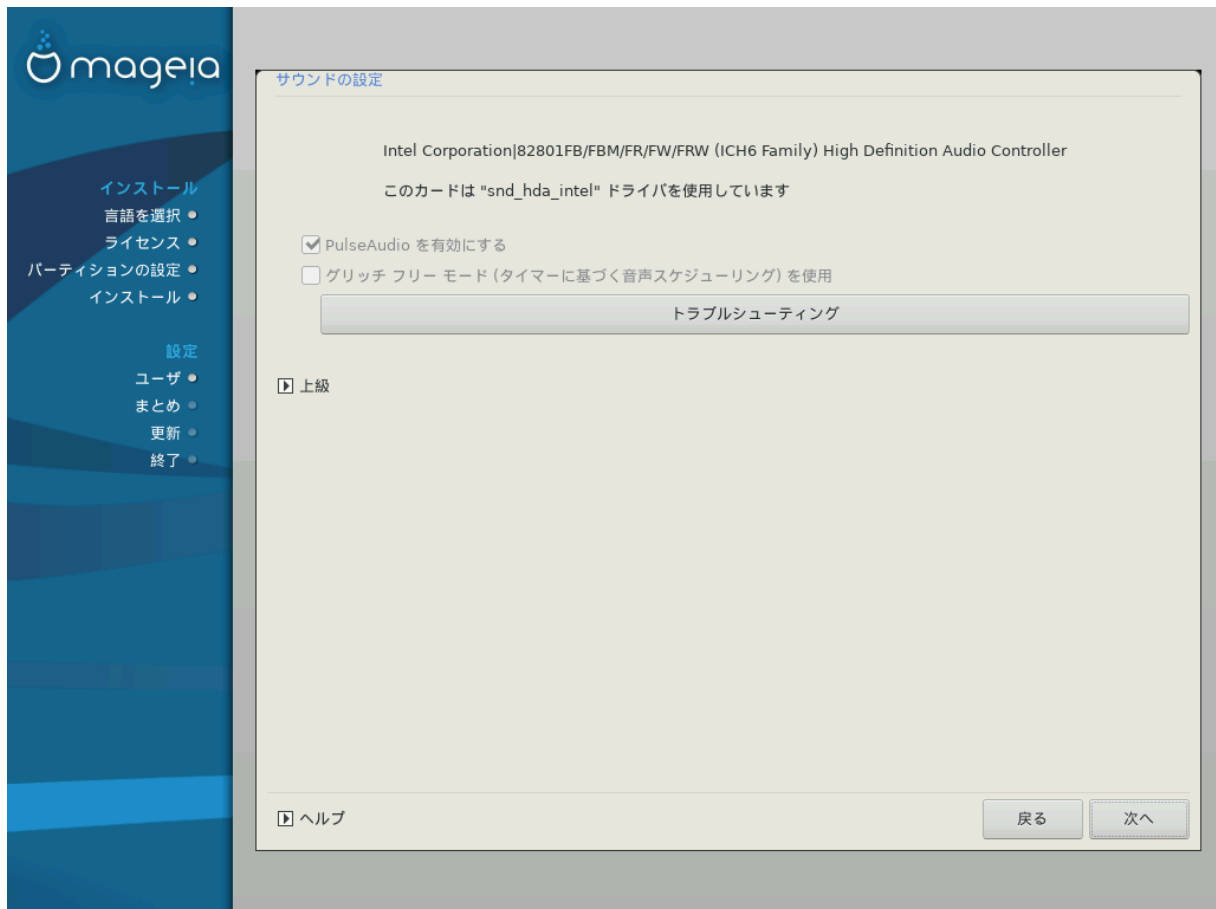 mageia
インストール
言語を選択
ライセンス
パーティションの設定
インストール
設定
ユーザ
まとめ
更新
終了
サウンドの設定
Intel Corporation|82801FB/FBM/FR/FW/FRW (ICH6 Family) High Definition Audio Controller
このカードは "snd_hda_intel" ドライバを使用しています
PulseAudio を有効にする
グリッチ フリー モード (タイマーに基づく音声スケジューリング) を使用
トラブルシューティング
上級
ヘルプ
戻る
次へ